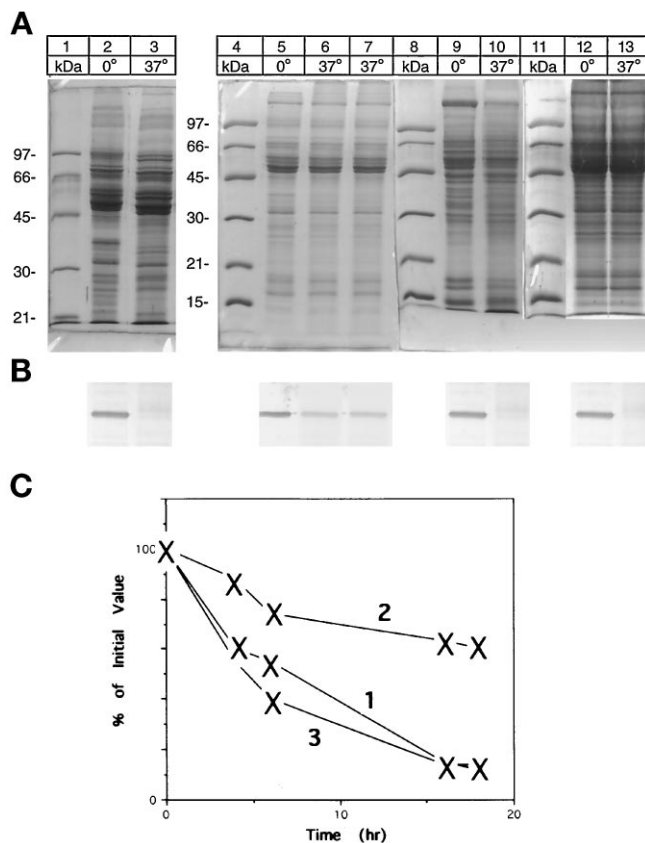 A
1 2 3 4 5 6 7 8 9 10 11 12 13
kDa 0° 37° kDa 0° 37° 37° kDa 0° 37° kDa 0° 37°
97-
66-
45-
30-
21-
97-
66-
45-
30-
21-
15-
B
C
100
0
% of Initial Value
2
1
3
0 10 20
Time (hr)